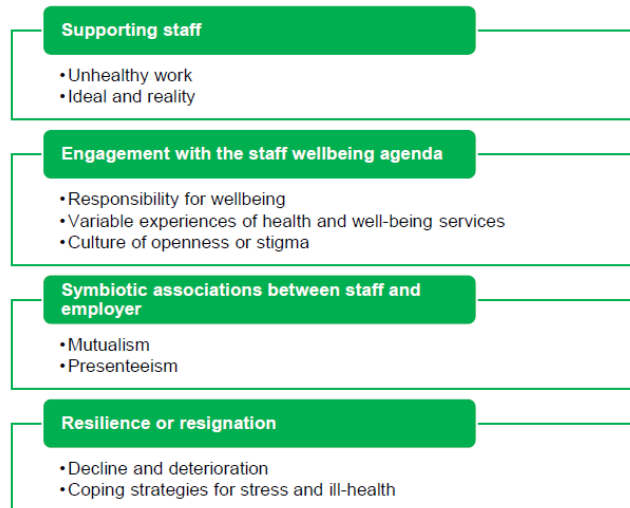 Supporting staff
•Unhealthy work
•Ideal and reality
Engagement with the staff wellbeing agenda
•Responsibility for wellbeing
•Variable experiences of health and well-being services
•Culture of openness or stigma
Symbiotic associations between staff and
employer
•Mutualism
•Presenteeism
Resilience or resignation
•Decline and deterioration
•Coping strategies for stress and ill-health